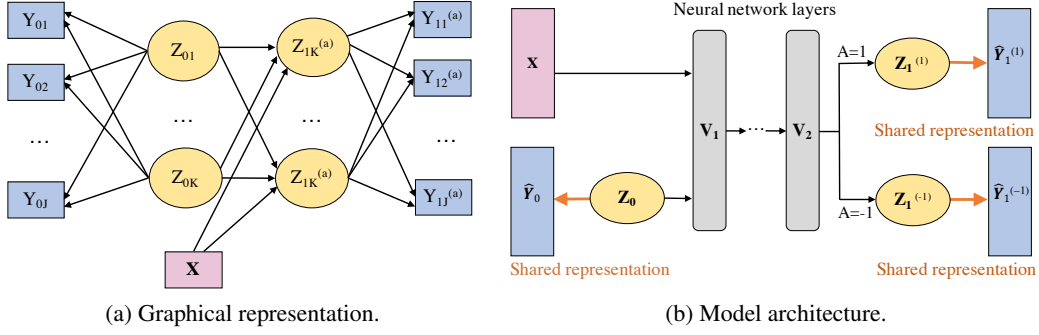 Y01
Y02
…
Y0J
Z01
…
Z0K
Z1K(a)
…
Z1K(a)
Y11(a)
Y12(a)
…
Y1J(a)
X
(a) Graphical representation.
Neural network layers
X
Ŷ0
Z0
Shared representation
V1
…
V2
A=1
Z1(1)
Ŷ1(1)
Shared representation
A=-1
Z1(-1)
Ŷ1(-1)
Shared representation
(b) Model architecture.